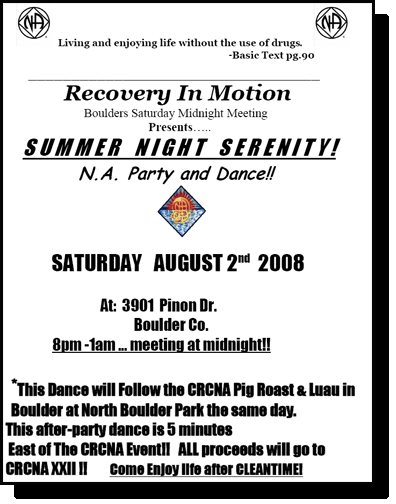 NA NA
Living and enjoying life without the use of drugs.
-Basic Text pg.90
Recovery In Motion
Boulders Saturday Midnight Meeting
Presents…..
SUMMER NIGHT SERENITY!
N.A. Party and Dance!!
SATURDAY AUGUST 2nd 2008
At: 3901 Pinon Dr.
Boulder Co.
8pm -1am ... meeting at midnight!!
*This Dance will Follow the CRCNA Pig Roast & Luau in
Boulder at North Boulder Park the same day.
This after-party dance is 5 minutes
East of The CRCNA Event!! ALL proceeds will go to
CRCNA XXII !! Come Enjoy life after CLEANTIME!